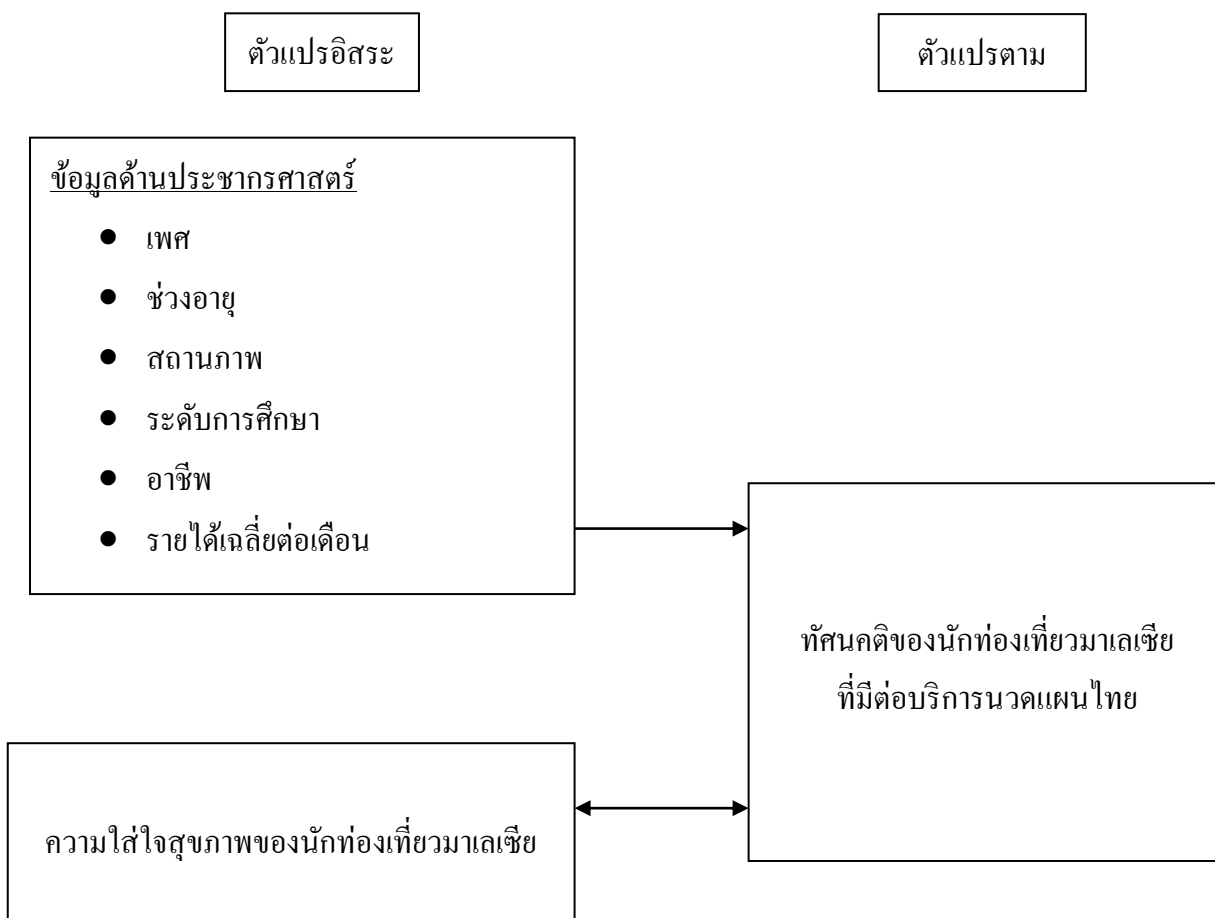 ตัวแปรอิสระ
ตัวแปรตาม
ข้อมูลด้านประชากรศาสตร์
● เพศ
● ช่วงอายุ
● สถานภาพ
● ระดับการศึกษา
● อาชีพ
● รายได้เฉลี่ยต่อเดือน
ทัศนคติของนักท่องเที่ยวมาเลเซีย
ที่มีต่อบริการนวดแผนไทย
ความใส่ใจสุขภาพของนักท่องเที่ยวมาเลเซีย